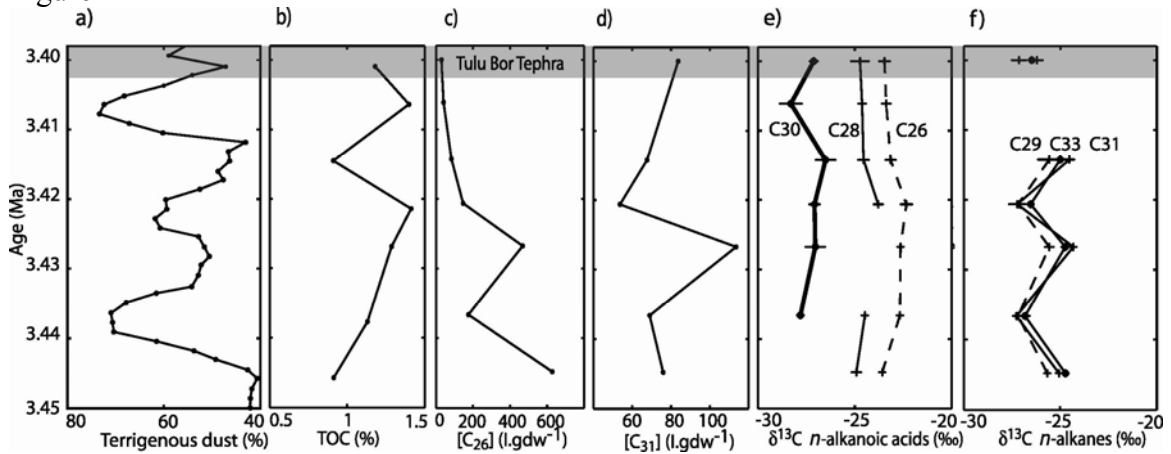 a) b) c) d) e) f)
3.40
3.41
3.42
3.43
3.44
3.45
Age (Ma)
Tulu Bor Tephra
C30 C28 C26
C29 C33 C31
80 60 40
0.5 1 1.5
0 200 400 600 800
60 80 100 120
-30 -25 -20
-30 -25 -20
Terrigenous dust (%)
TOC (%)
[C26] (I.gdw-1)
[C31] (I.gdw-1)
δ13C n-alkanoic acids (‰)
δ13C n-alkanes (‰)